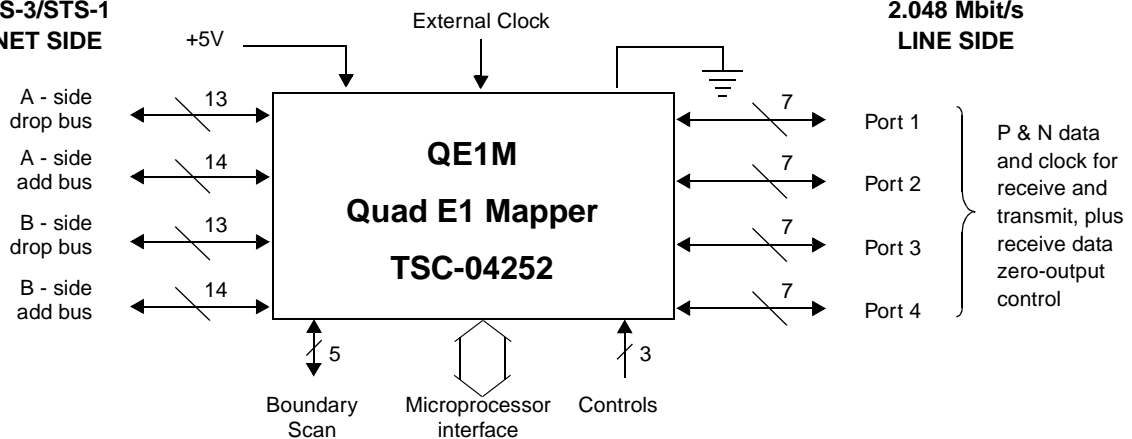 S-3/STS-1
NET SIDE
+5V
External Clock
2.048 Mbit/s
LINE SIDE
A - side
drop bus
13
A - side
add bus
14
B - side
drop bus
13
B - side
add bus
14
QE1M
Quad E1 Mapper
TSC-04252
7
Port 1
7
Port 2
7
Port 3
7
Port 4
P & N data
and clock for
receive and
transmit, plus
receive data
zero-output
control
5
Boundary
Scan
Microprocessor
interface
3
Controls